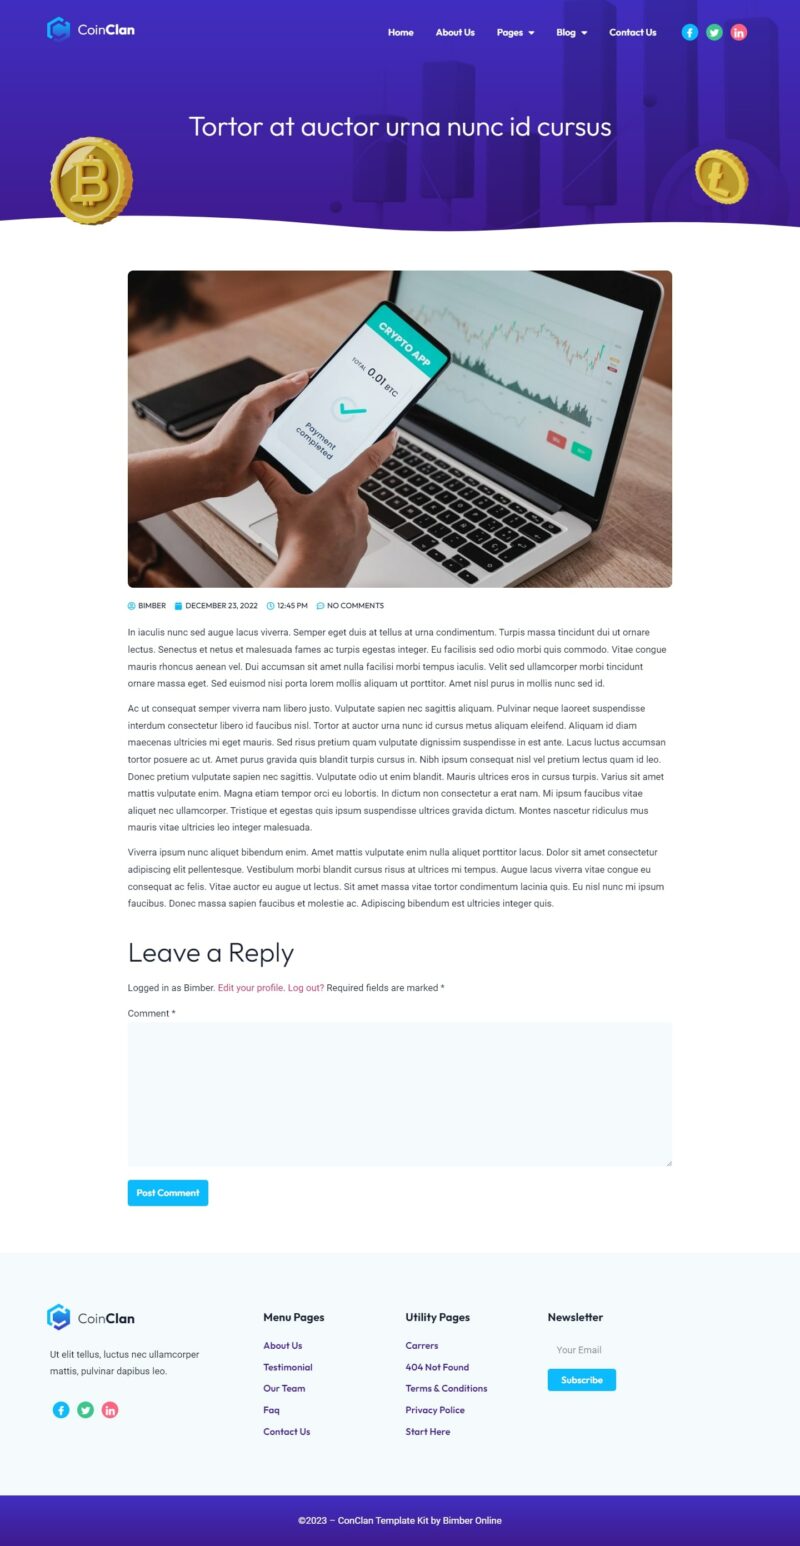 CoinClan
Home About Us Pages Blog Contact Us
Tortor at auctor urna nunc id cursus
CRYPTO APP
TOTAL 0.01 BTC
Payment
completed
BIMBER DECEMBER 23, 2022 12:45 PM NO COMMENTS
In iaculis nunc sed augue lacus viverra. Semper eget duis at tellus at urna condimentum. Turpis massa tincidunt dui ut ornare
lectus. Senectus et netus et malesuada fames ac turpis egestas integer. Eu facilisis sed odio morbi quis commodo. Vitae congue
mauris rhoncus aenean vel. Dui accumsan sit amet nulla facilisi morbi tempus iaculis. Velit sed ullamcorper morbi tincidunt
ornare massa eget. Sed euismod nisi porta lorem mollis aliquam ut porttitor. Amet nisl purus in mollis nunc sed id.
Ac ut consequat semper viverra nam libero justo. Vulputate sapien nec sagittis aliquam. Pulvinar neque laoreet suspendisse
interdum consectetur libero id faucibus nisl. Tortor at auctor urna nunc id cursus metus aliquam eleifend. Aliquam id diam
maecenas ultricies mi eget mauris. Sed risus pretium quam vulputate dignissim suspendisse in est ante. Lacus luctus accumsan
tortor posuere ac ut. Amet purus gravida quis blandit turpis cursus in. Nibh ipsum consequat nisl vel pretium lectus quam id leo.
Donec pretium vulputate sapien nec sagittis. Vulputate odio ut enim blandit. Mauris ultrices eros in cursus turpis. Varius sit amet
mattis vulputate enim. Magna etiam tempor orci eu lobortis. In dictum non consectetur a erat nam. Mi ipsum faucibus vitae
aliquet nec ullamcorper. Tristique et egestas quis ipsum suspendisse ultrices gravida dictum. Montes nascetur ridiculus mus
mauris vitae ultricies leo integer malesuada.
Viverra ipsum nunc aliquet bibendum enim. Amet mattis vulputate enim nulla aliquet porttitor lacus. Dolor sit amet consectetur
adipiscing elit pellentesque. Vestibulum morbi blandit cursus risus at ultrices mi tempus. Augue lacus viverra vitae congue eu
consequat ac felis. Vitae auctor eu augue ut lectus. Sit amet massa vitae tortor condimentum lacinia quis. Eu nisl nunc mi ipsum
faucibus. Donec massa sapien faucibus et molestie ac. Adipiscing bibendum est ultricies integer quis.
Leave a Reply
Logged in as Bimber. Edit your profile. Log out? Required fields are marked *
Comment *
Post Comment
CoinClan
Ut elit tellus, luctus nec ullamcorper
mattis, pulvinar dapibus leo.
Menu Pages
About Us
Testimonial
Our Team
Faq
Contact Us
Utility Pages
Carrers
404 Not Found
Terms & Conditions
Privacy Police
Start Here
Newsletter
Your Email
Subscribe
©2023 – ConClan Template Kit by Bimber Online